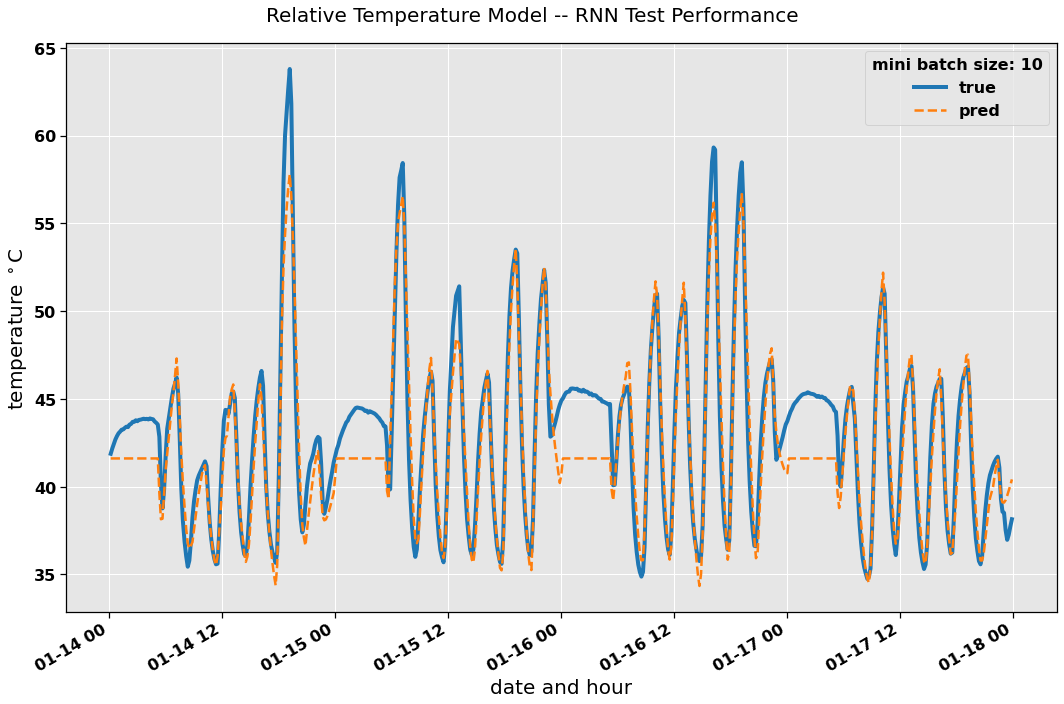 Relative Temperature Model -- RNN Test Performance
mini batch size: 10
true
pred
temperature °C
65
60
55
50
45
40
35
01-14 00
01-14 12
01-15 00
01-15 12
01-16 00
01-16 12
01-17 00
01-17 12
01-18 00
date and hour